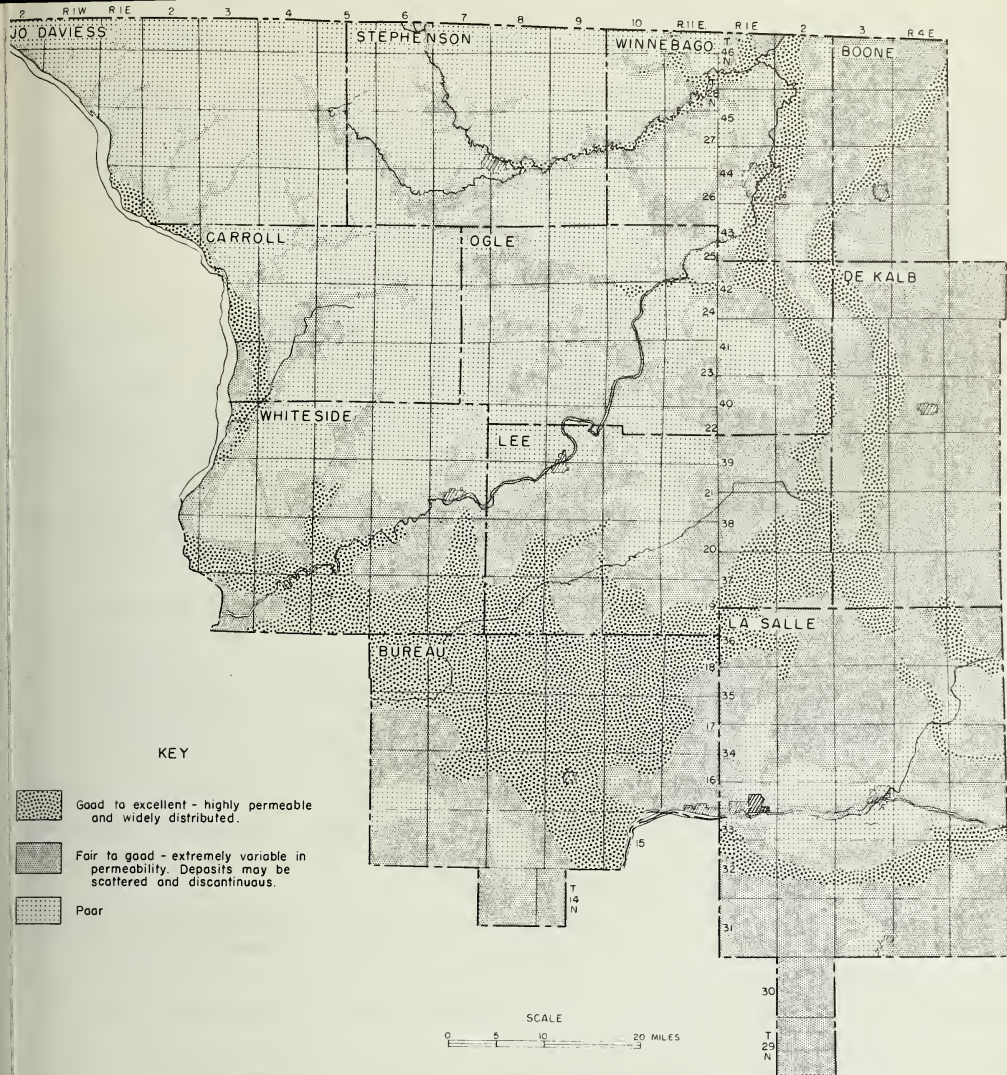 2 R1W R1E 2 3 4 5 6 7 8 9 10 R11E R1E 2 3 R4E
JO DAVIESS
STEPHENSON
WINNEBAGO
BOONE
T
46
N
28
N
45
27
44
26
43
25
CARROLL
OGLE
DE KALB
42
24
41
23
40
22
WHITESIDE
LEE
39
21
38
20
37
19
LA SALLE
BUREAU
36
18
35
17
34
16
15
32
31
T
14
N
30
T
29
N
KEY
Good to excellent - highly permeable
and widely distributed.
Fair to good - extremely variable in
permeability. Deposits may be
scattered and discontinuous.
Poor
SCALE
0 5 10 20 MILES